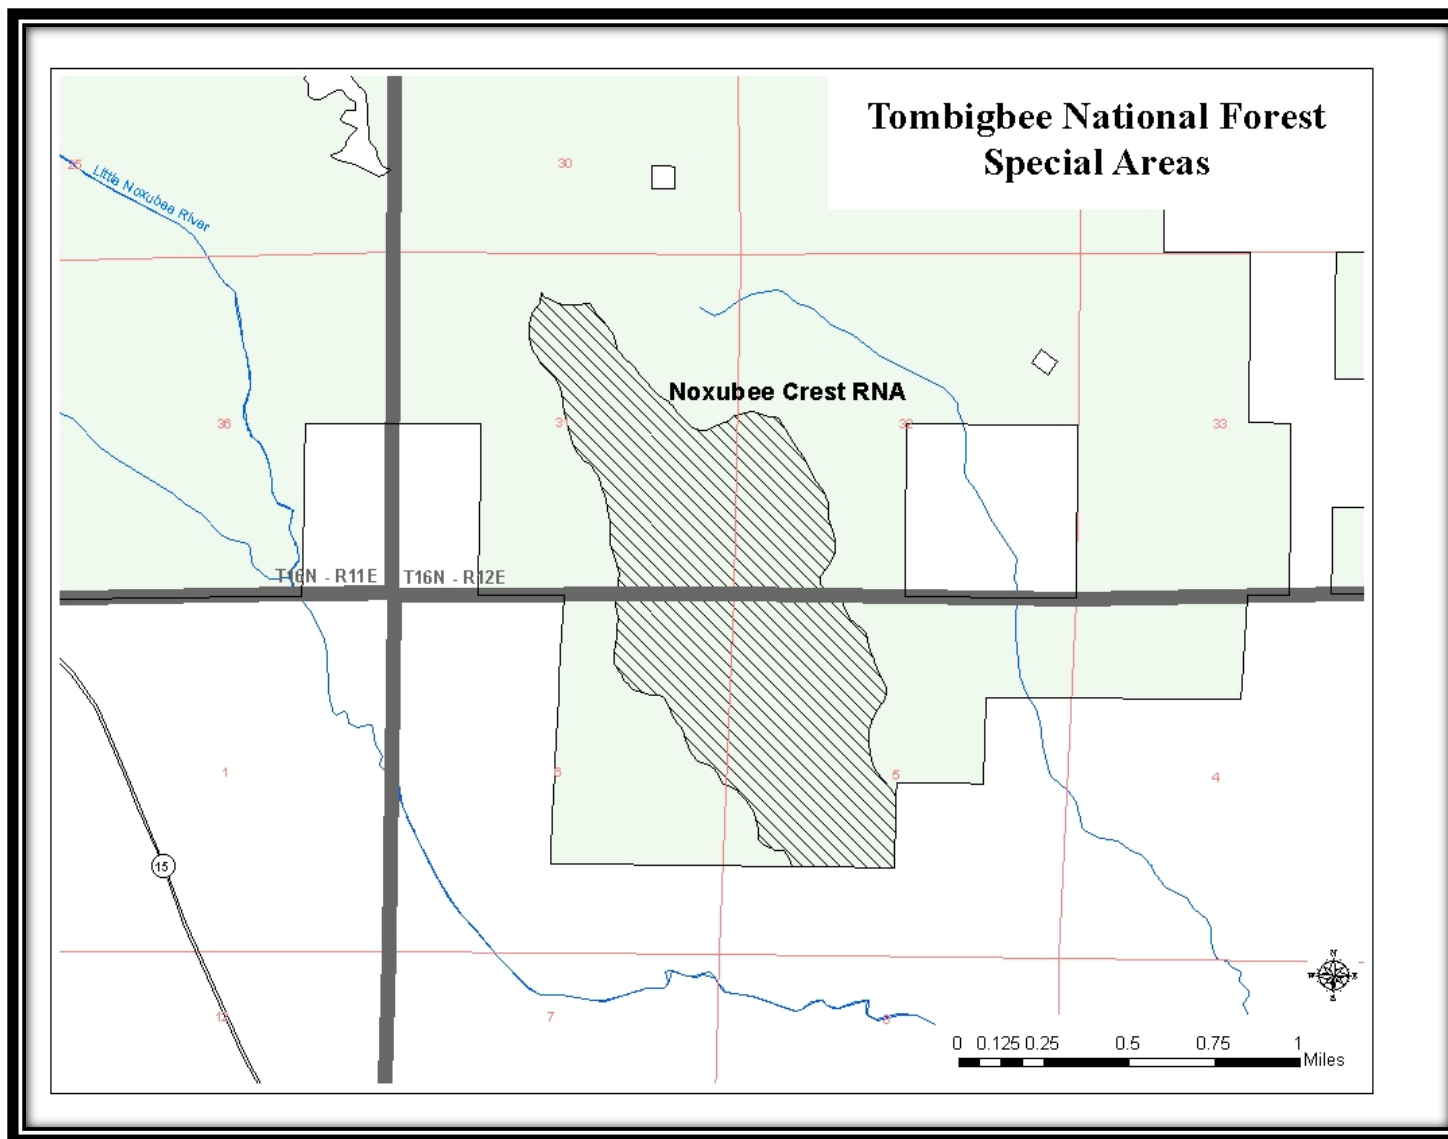 Tombigbee National Forest
Special Areas
25
30
Little Noxubee River
Noxubee Crest RNA
36
31
32
33
T16N - R11E
T16N - R12E
1
6
5
4
15
12
7
8
N
W
E
S
0 0.125 0.25 0.5 0.75 1
Miles